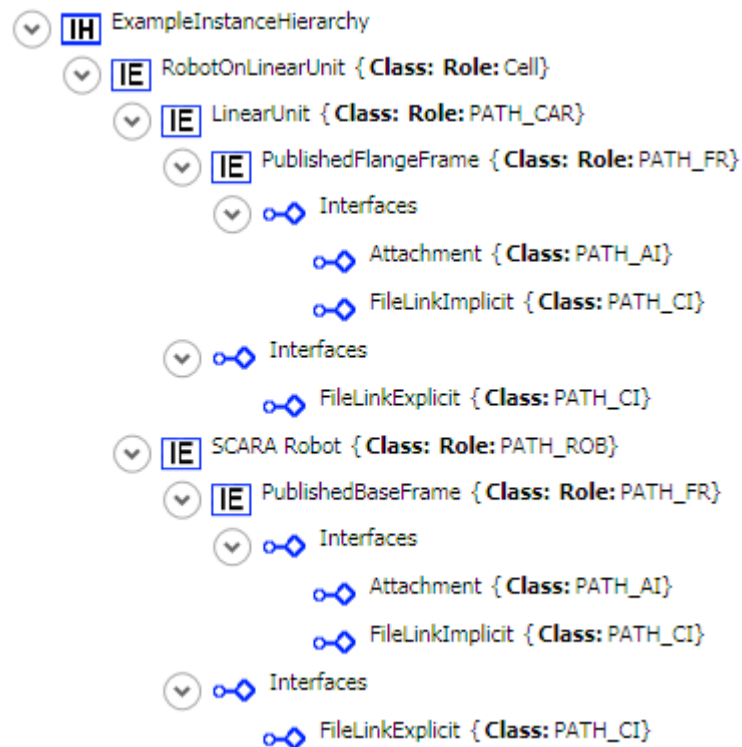 IH ExampleInstanceHierarchy
IE RobotOnLinearUnit {Class: Role: Cell}
IE LinearUnit {Class: Role: PATH_CAR}
IE PublishedFlangeFrame {Class: Role: PATH_FR}
Interfaces
Attachment {Class: PATH_AI}
FileLinkImplicit {Class: PATH_CI}
Interfaces
FileLinkExplicit {Class: PATH_CI}
IE SCARA Robot {Class: Role: PATH_ROB}
IE PublishedBaseFrame {Class: Role: PATH_FR}
Interfaces
Attachment {Class: PATH_AI}
FileLinkImplicit {Class: PATH_CI}
Interfaces
FileLinkExplicit {Class: PATH_CI}